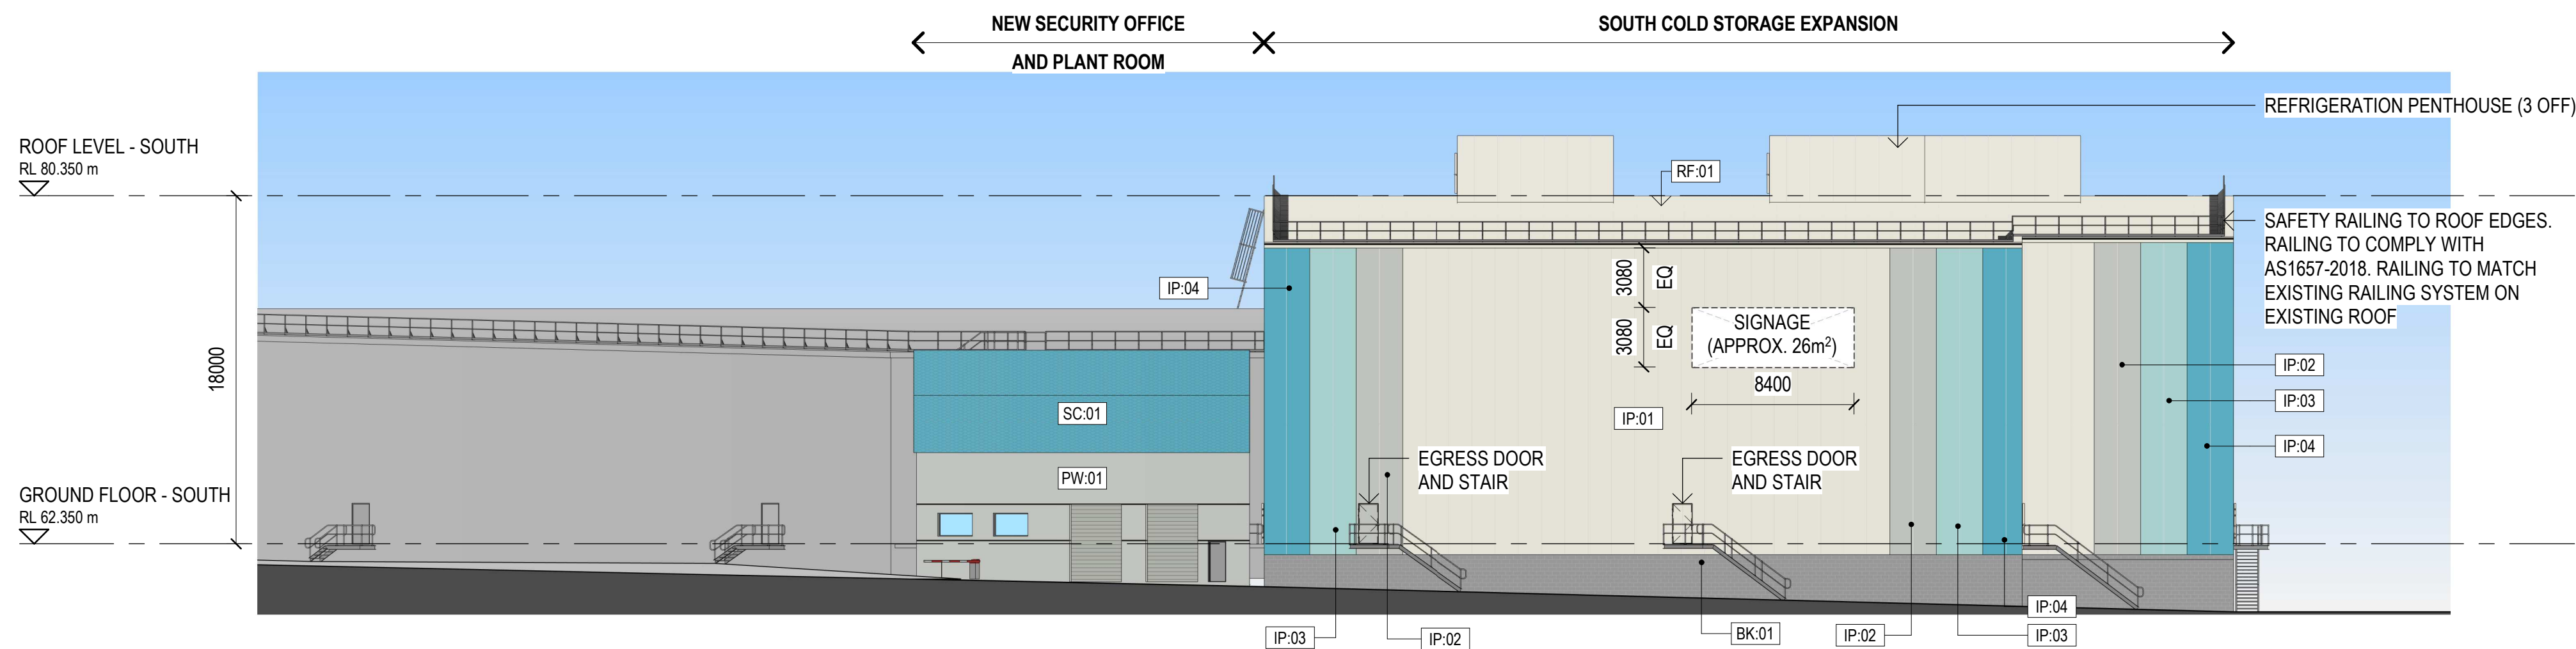 NEW SECURITY OFFICE
AND PLANT ROOM
SOUTH COLD STORAGE EXPANSION
REFRIGERATION PENTHOUSE (3 OFF)
ROOF LEVEL - SOUTH
RL 80.350 m
RF:01
SAFETY RAILING TO ROOF EDGES.
RAILING TO COMPLY WITH
AS1657-2018. RAILING TO MATCH
EXISTING RAILING SYSTEM ON
EXISTING ROOF
IP:04
3080
EQ
3080
EQ
SIGNAGE
(APPROX. 26m²)
8400
18000
IP:02
IP:03
IP:04
SC:01
IP:01
EGRESS DOOR
AND STAIR
EGRESS DOOR
AND STAIR
PW:01
GROUND FLOOR - SOUTH
RL 62.350 m
IP:03
IP:02
BK:01
IP:02
IP:04
IP:03